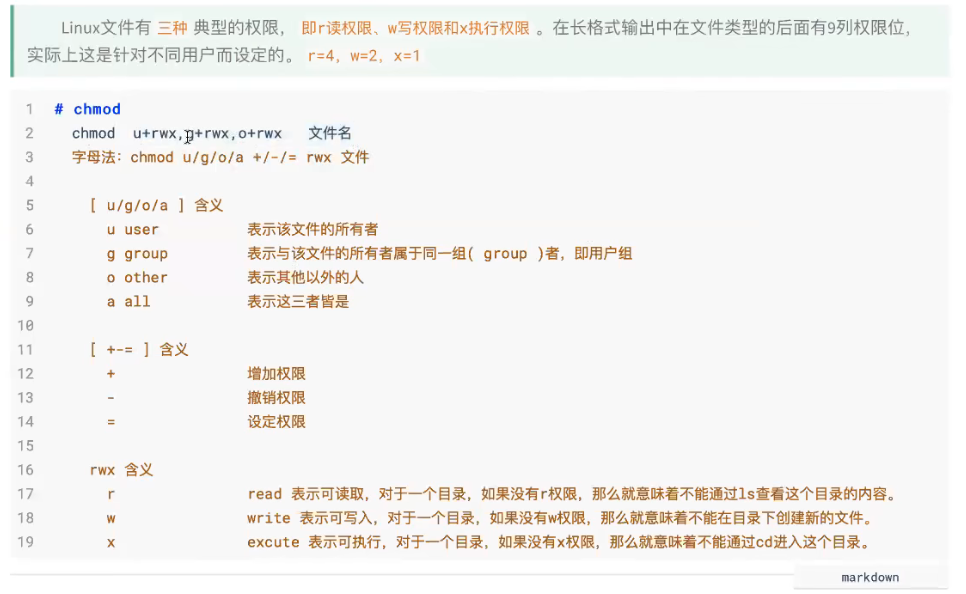 Linux文件有 三种 典型的权限， 即r读权限、w写权限和x执行权限 。在长格式输出中在文件类型的后面有9列权限位，
实际上这是针对不同用户而设定的。 r=4, w=2, x=1
1 # chmod
2 chmod u+rwx,g+rwx,o+rwx 文件名
3 字母法：chmod u/g/o/a +/-/= rwx 文件
4
5 [ u/g/o/a ] 含义
6 u user 表示该文件的所有者
7 g group 表示与该文件的所有者属于同一组( group )者，即用户组
8 o other 表示其他以外的人
9 a all 表示这三者皆是
10
11 [ +-= ] 含义
12 + 增加权限
13 - 撤销权限
14 = 设定权限
15
16 rwx 含义
17 r read 表示可读取，对于一个目录，如果没有r权限，那么就意味着不能通过ls查看这个目录的内容。
18 w write 表示可写入，对于一个目录，如果没有w权限，那么就意味着不能在目录下创建新的文件。
19 x excute 表示可执行，对于一个目录，如果没有x权限，那么就意味着不能通过cd进入这个目录。
markdown